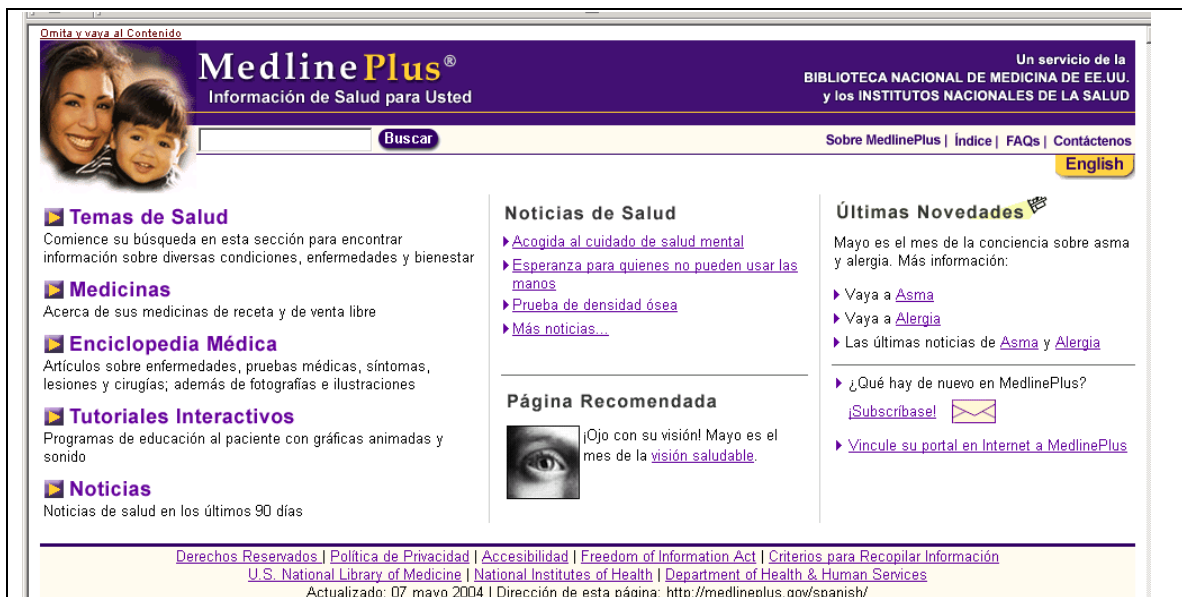 Omita y vaya al Contenido
MedlinePlus®
Información de Salud para Usted
Un servicio de la
BIBLIOTECA NACIONAL DE MEDICINA DE EE.UU.
y los INSTITUTOS NACIONALES DE LA SALUD
Buscar
Sobre MedlinePlus | Índice | FAQs | Contáctenos
English
Temas de Salud
Comience su búsqueda en esta sección para encontrar
información sobre diversas condiciones, enfermedades y bienestar
Medicinas
Acerca de sus medicinas de receta y de venta libre
Enciclopedia Médica
Artículos sobre enfermedades, pruebas médicas, síntomas,
lesiones y cirugías; además de fotografías e ilustraciones
Tutoriales Interactivos
Programas de educación al paciente con gráficas animadas y
sonido
Noticias
Noticias de salud en los últimos 90 días
Noticias de Salud
Acogida al cuidado de salud mental
Esperanza para quienes no pueden usar las
manos
Prueba de densidad ósea
Más noticias...
Página Recomendada
¡Ojo con su visión! Mayo es el
mes de la visión saludable.
Últimas Novedades
Mayo es el mes de la conciencia sobre asma
y alergia. Más información:
Vaya a Asma
Vaya a Alergia
Las últimas noticias de Asma y Alergia
¿Qué hay de nuevo en MedlinePlus?
¡Subscríbase!
Vincule su portal en Internet a MedlinePlus
Derechos Reservados | Política de Privacidad | Accesibilidad | Freedom of Information Act | Criterios para Recopilar Información
U.S. National Library of Medicine | National Institutes of Health | Department of Health & Human Services
Actualizado: 07 mayo 2004 | Dirección de esta página: http://medlineplus.gov/spanish/